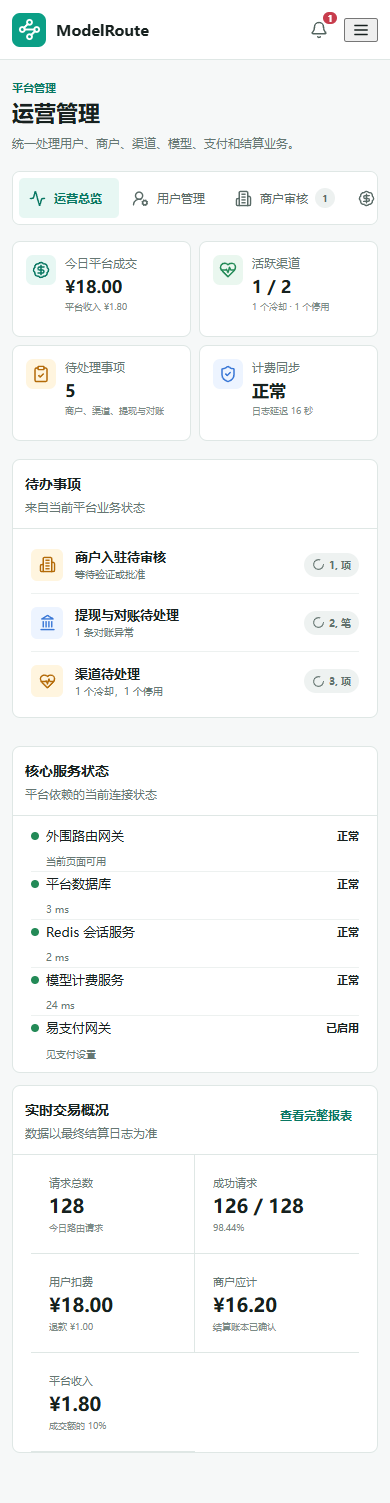 ModelRoute
1
平台管理
运营管理
统一处理用户、商户、渠道、模型、支付和结算业务。
运营总览
用户管理
商户审核 1
今日平台成交
¥18.00
平台收入 ¥1.80
活跃渠道
1 / 2
1 个冷却 · 1 个停用
待处理事项
5
商户、渠道、提现与对账
计费同步
正常
日志延迟 16 秒
待办事项
来自当前平台业务状态
商户入驻待审核
等待验证或批准
1, 项
提现与对账待处理
1 条对账异常
2, 笔
渠道待处理
1 个冷却，1 个停用
3, 项
核心服务状态
平台依赖的当前连接状态
外围路由网关 正常
当前页面可用
平台数据库 正常
3 ms
Redis 会话服务 正常
2 ms
模型计费服务 正常
24 ms
易支付网关 已启用
见支付设置
实时交易概况
数据以最终结算日志为准
查看完整报表
请求总数
128
今日路由请求
成功请求
126 / 128
98.44%
用户扣费
¥18.00
退款 ¥1.00
商户应计
¥16.20
结算账本已确认
平台收入
¥1.80
成交额的 10%